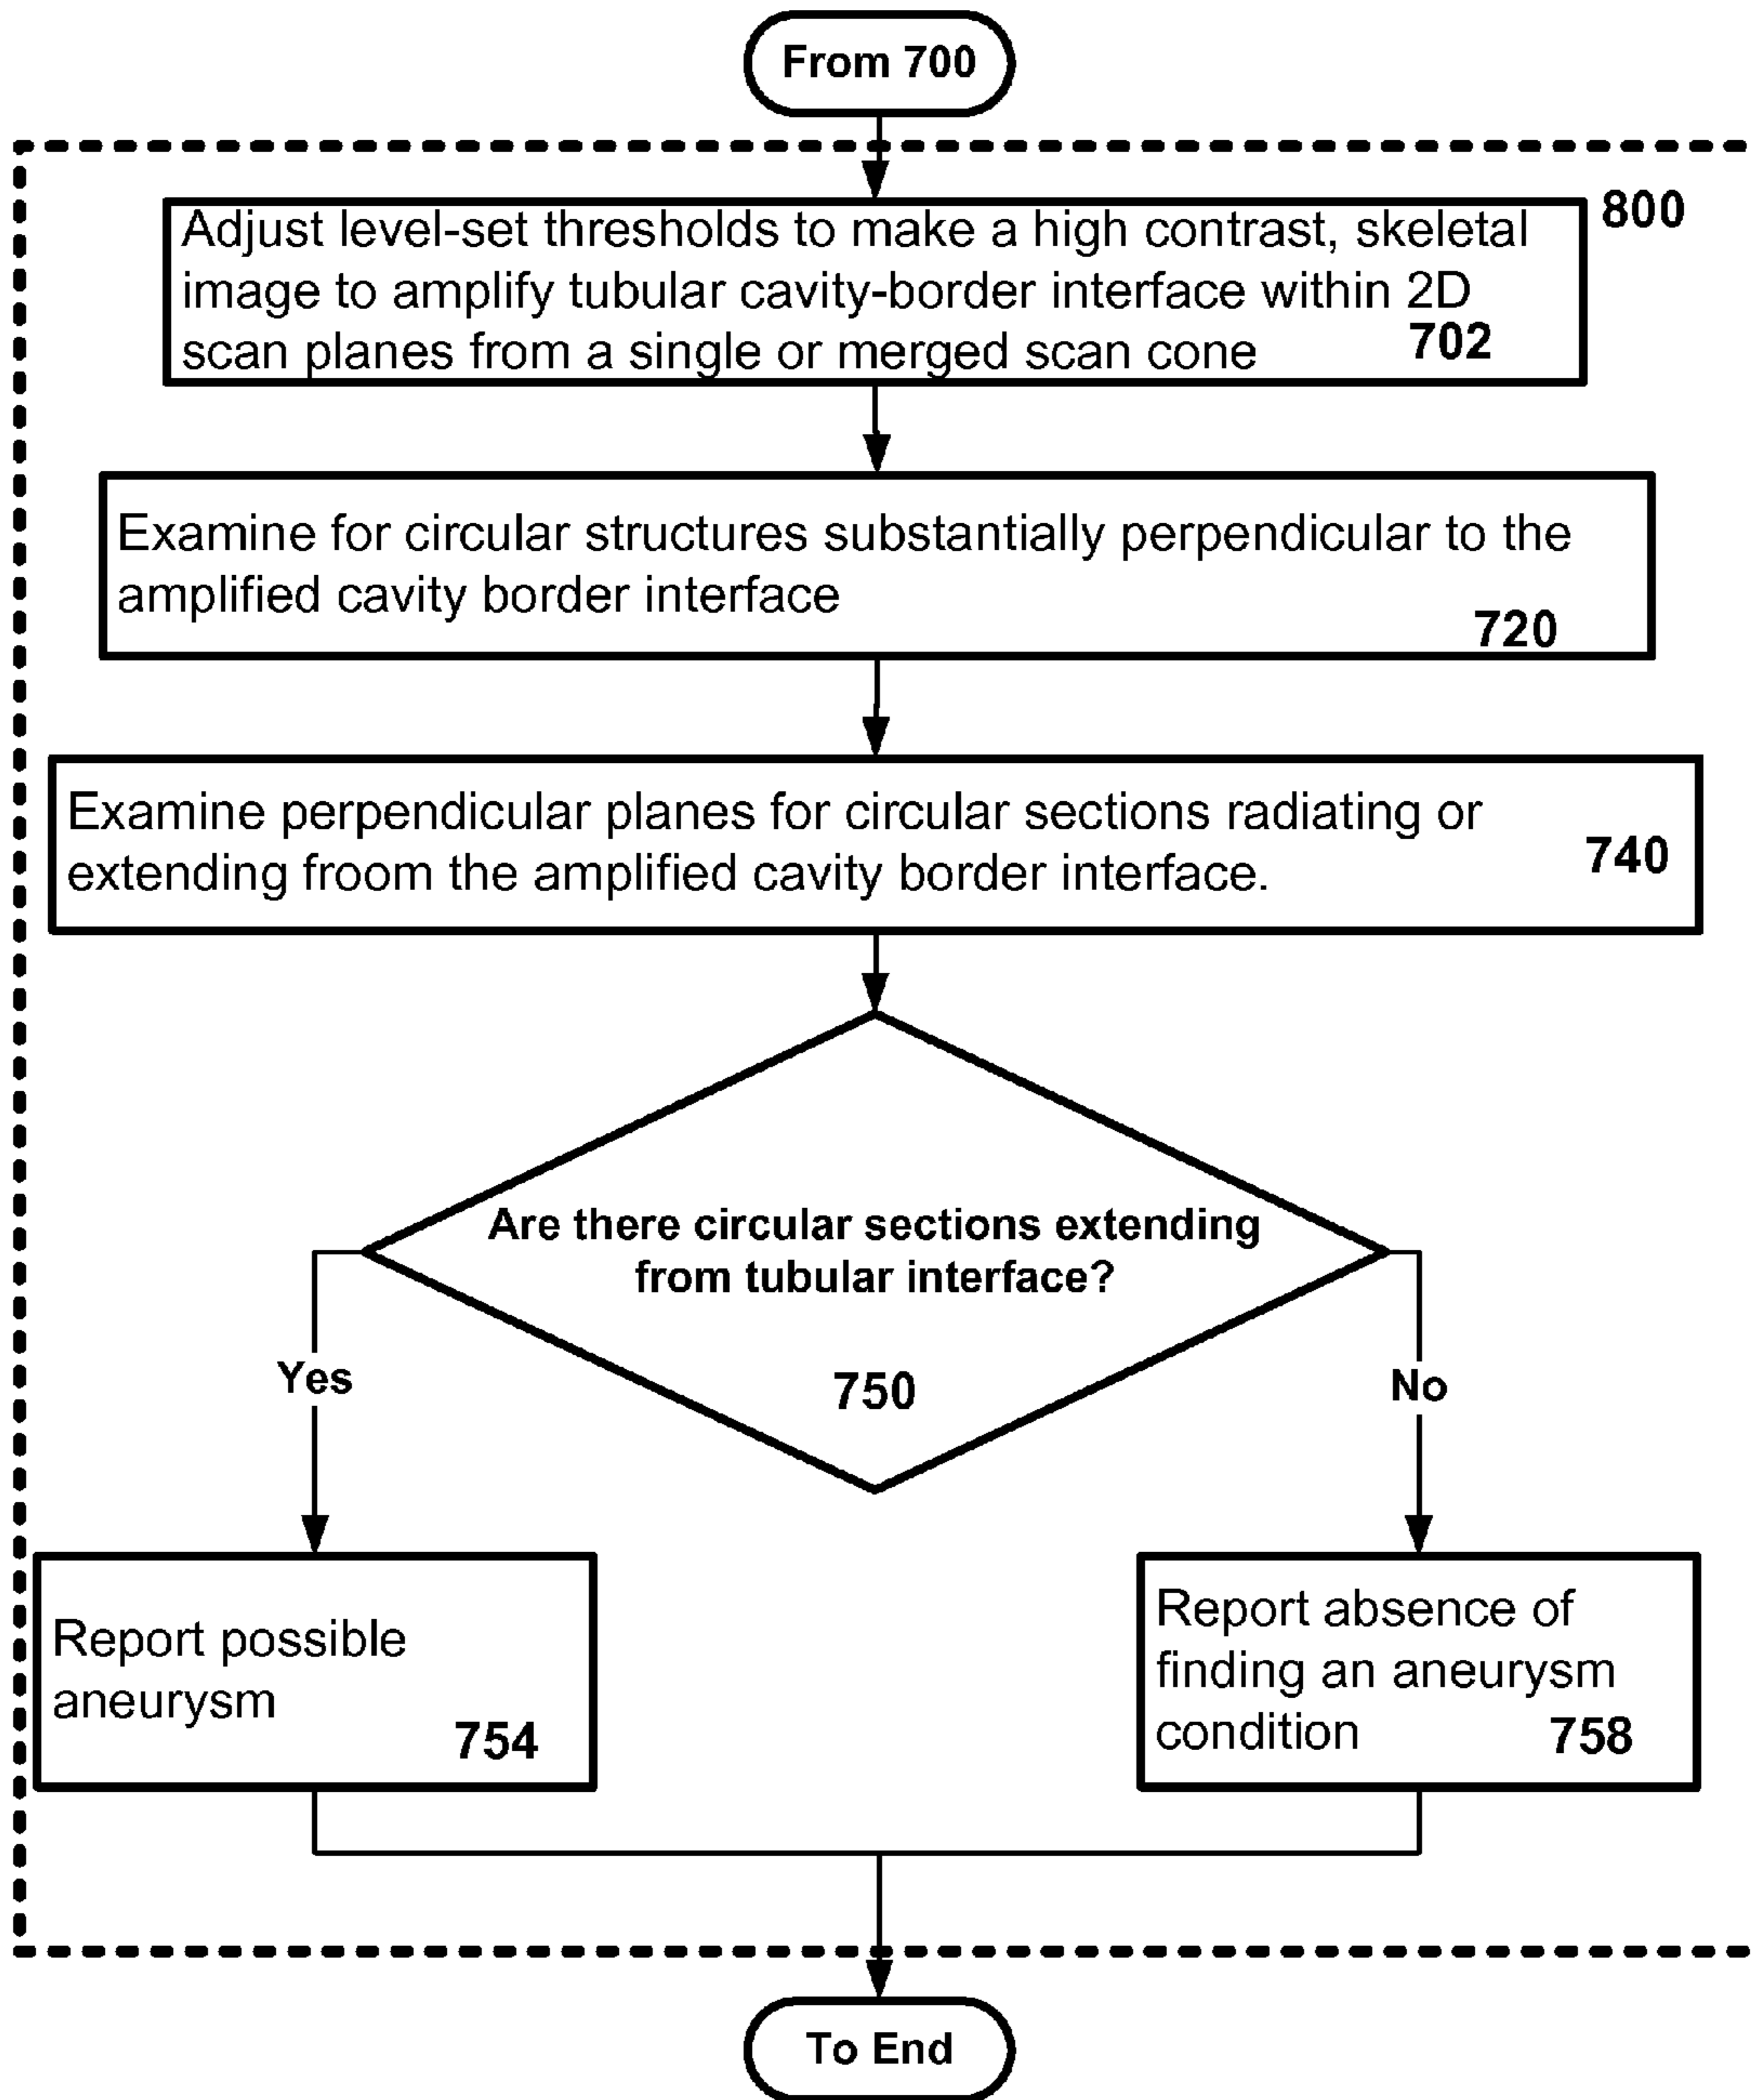 From 700
800
Adjust level-set thresholds to make a high contrast, skeletal
image to amplify tubular cavity-border interface within 2D
scan planes from a single or merged scan cone
702
Examine for circular structures substantially perpendicular to the
amplified cavity border interface
720
Examine perpendicular planes for circular sections radiating or
extending froom the amplified cavity border interface.
740
Are there circular sections extending
from tubular interface?
750
Yes
No
Report possible
aneurysm
754
Report absence of
finding an aneurysm
condition
758
To End